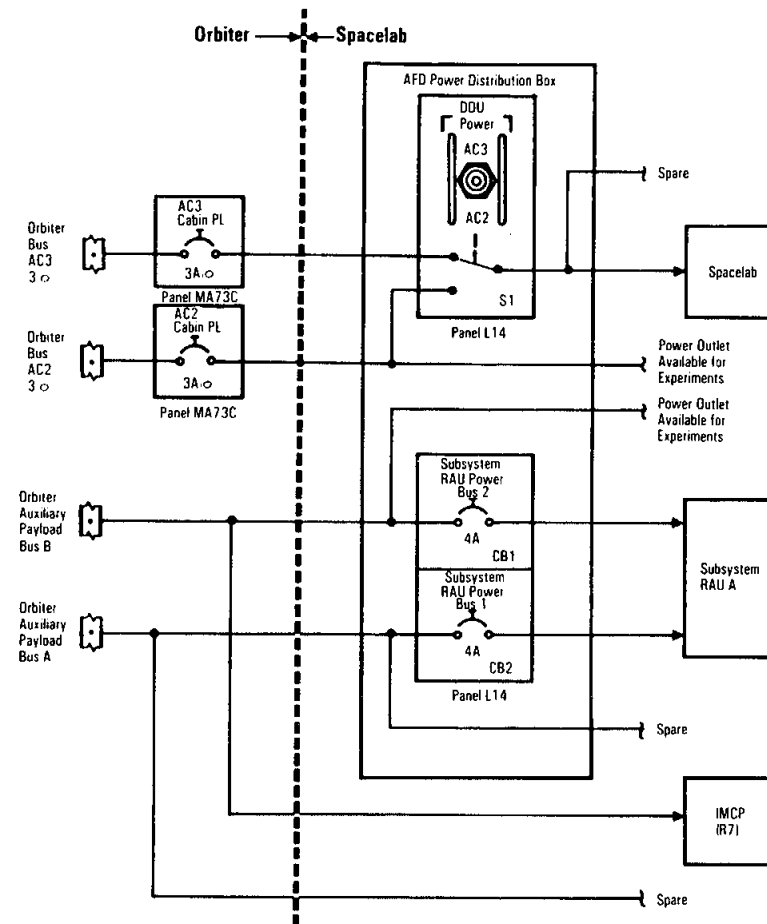 Orbiter
Spacelab
AFD Power Distribution Box
DDU
Power
AC3
AC2
S1
Panel L14
Spare
Spacelab
Orbiter
Bus
AC3
3 ○
AC3
Cabin PL
3A ○
Panel MA73C
Orbiter
Bus
AC2
3 ○
AC2
Cabin PL
3A ○
Panel MA73C
Power Outlet
Available for
Experiments
Power Outlet
Available for
Experiments
Orbiter
Auxiliary
Payload
Bus B
Subsystem
RAU Power
Bus 2
4A
CB1
Subsystem
RAU A
Orbiter
Auxiliary
Payload
Bus A
Subsystem
RAU Power
Bus 1
4A
CB2
Panel L14
Spare
IMCP
(R7)
Spare